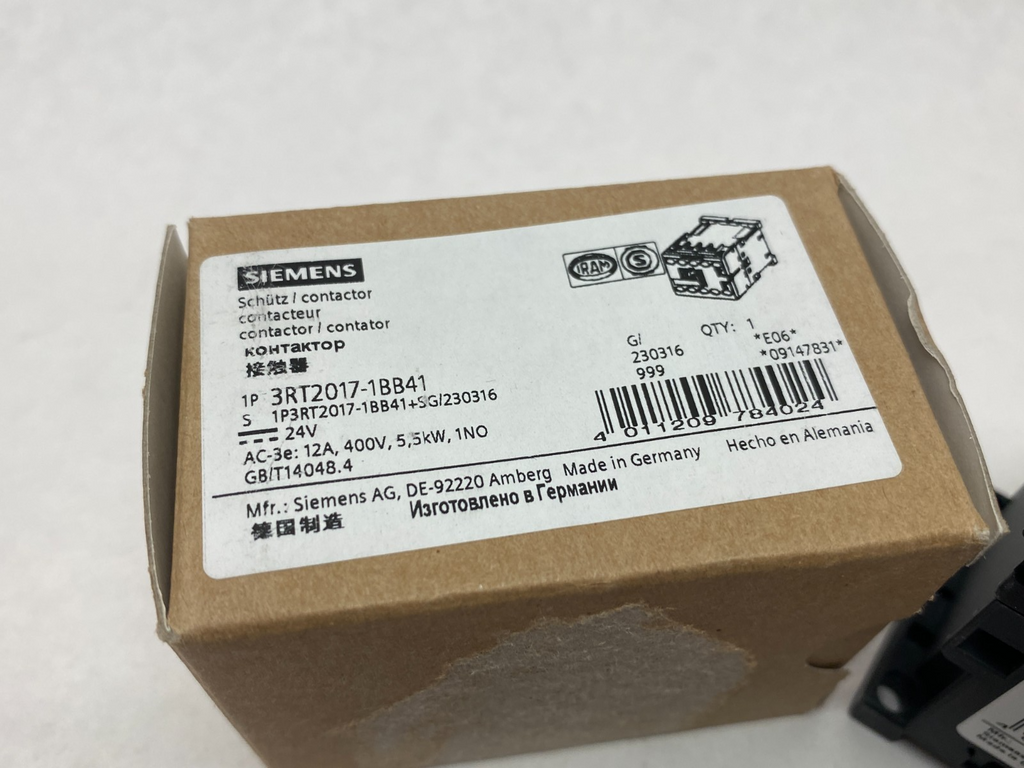 SIEMENS
Schütz / contactor
contacteur
contactor / contator
контактор
接触器
1P 3RT2017-1BB41
S 1P3RT2017-1BB41+SG/230316
24V
AC-3e: 12A, 400V, 5,5kW, 1NO
GB/T14048.4
IRAM
S
G/
230316
999
QTY: 1
*E06*
*09147831*
4 011209 784024
Mfr.: Siemens AG, DE-92220 Amberg Made in Germany Hecho en Alemania
德国制造 Изготовлено в Германии